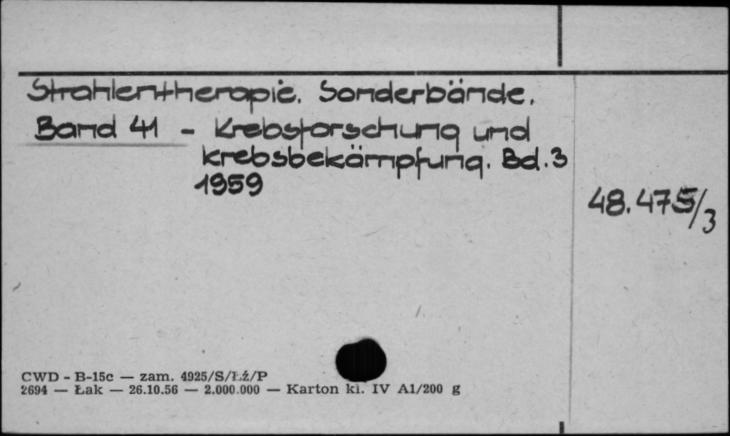 Strahlentherapie. Sonderbände.
Band 41 - Krebsforschung und
krebsbekämpfung. Bd.3
1959
48.475/3
CWD - B-15c — zam. 4925/S/Łź/P
2694 — Łak — 26.10.56 — 2.000.000 — Karton kl. IV A1/200 g